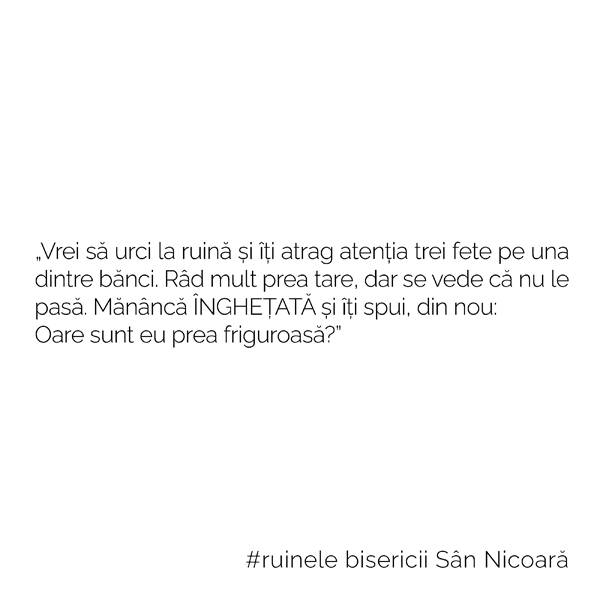 „Vrei să urci la ruină și îți atrag atenția trei fete pe una
dintre bănci. Râd mult prea tare, dar se vede că nu le
pasă. Mănâncă ÎNGHEȚATĂ și îți spui, din nou:
Oare sunt eu prea friguroasă?”
#ruinele bisericii Sân Nicoară